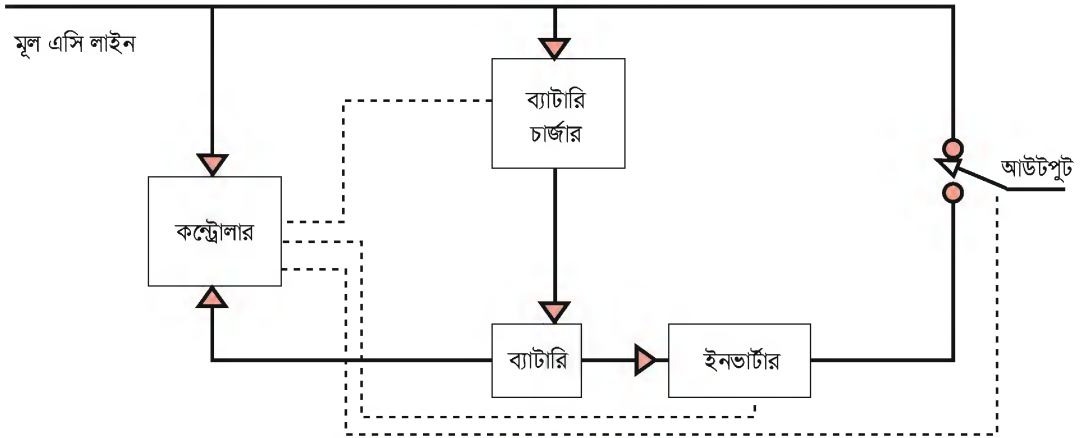 মূল এসি লাইন
ব্যাটারি
চার্জার
আউটপুট
কন্ট্রোলার
ব্যাটারি
ইনভার্টার